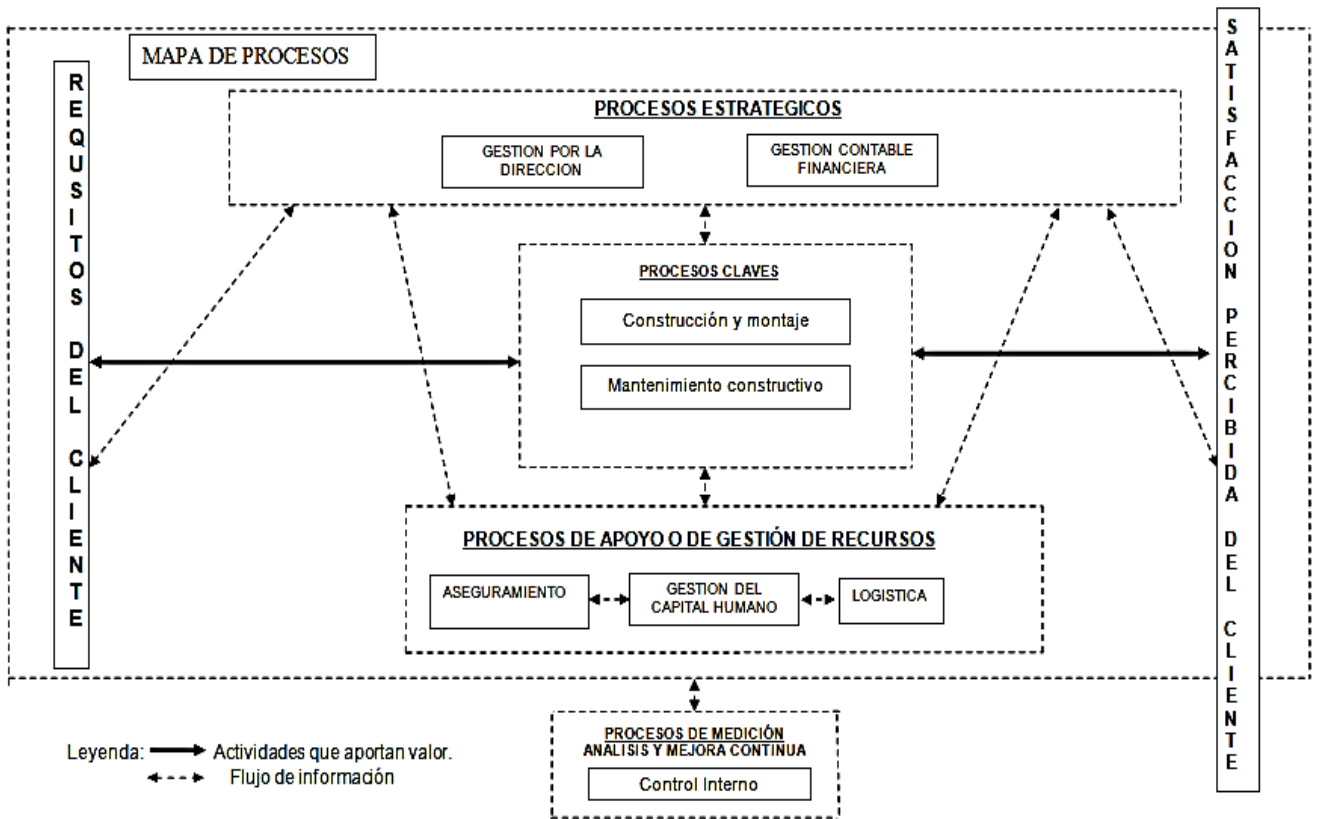 MAPA DE PROCESOS
REQUSITOS DEL CLIENTE
PROCESOS ESTRATEGICOS
GESTION POR LA
DIRECCION
GESTION CONTABLE
FINANCIERA
PROCESOS CLAVES
Construcción y montaje
Mantenimiento constructivo
PROCESOS DE APOYO O DE GESTIÓN DE RECURSOS
ASEGURAMIENTO
GESTION DEL
CAPITAL HUMANO
LOGISTICA
SATISFACCION PERCIBIDA DEL CLIENTE
PROCESOS DE MEDICIÓN
ANÁLISIS Y MEJORA CONTINUA
Control Interno
Leyenda: Actividades que aportan valor.
Flujo de información